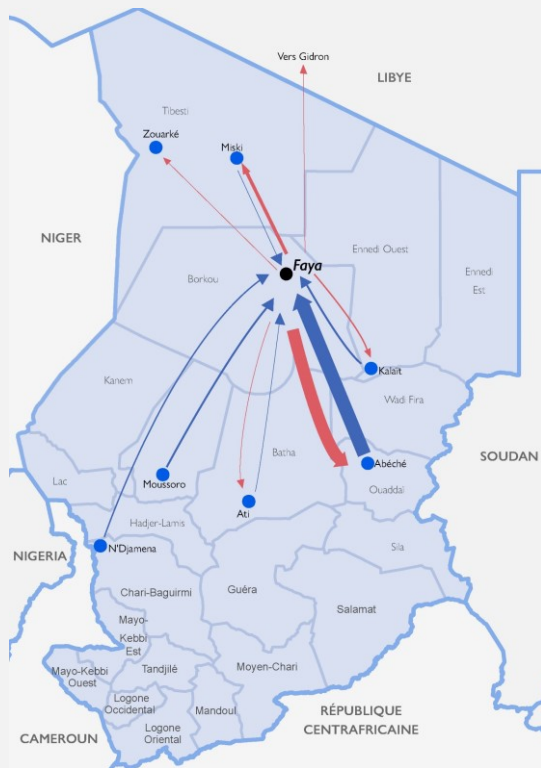 Vers Gidron
LIBYE
Tibesti
Zouarké
Miski
NIGER
Ennedi Ouest
Faya
Ennedi
Est
Borkou
Kanem
Kalaït
Wadi Fira
SOUDAN
Batha
Abéché
Lac
Moussoro
Ouaddaï
Ati
Hadjer-Lamis
NIGERIA
N'Djamena
Sila
Chari-Baguirmi
Guéra
Salamat
Mayo-
Kebbi
Est
Mayo-Kebbi
Ouest
Tandjilé
Moyen-Chari
Logone
Occidental
Mandoul
RÉPUBLIQUE
CENTRAFRICAINE
CAMEROUN
Logone
Oriental